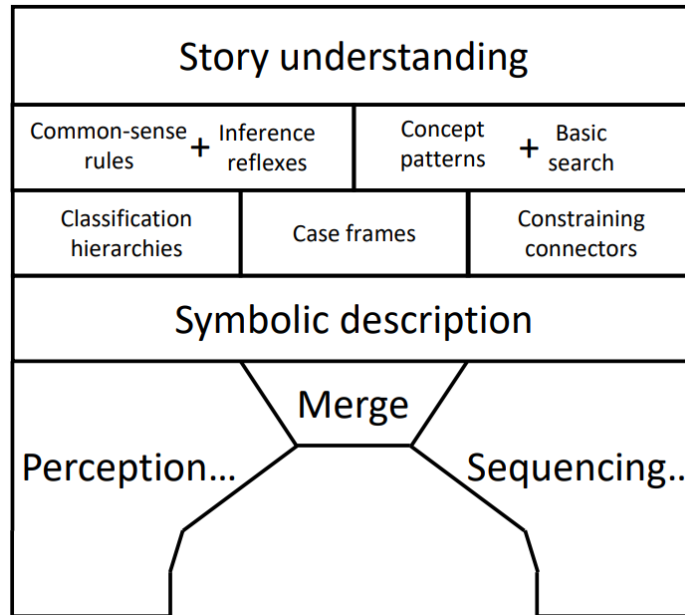 Story understanding
Common-sense
rules
+
Inference
reflexes
Concept
patterns
+
Basic
search
Classification
hierarchies
Case frames
Constraining
connectors
Symbolic description
Merge
Perception...
Sequencing..